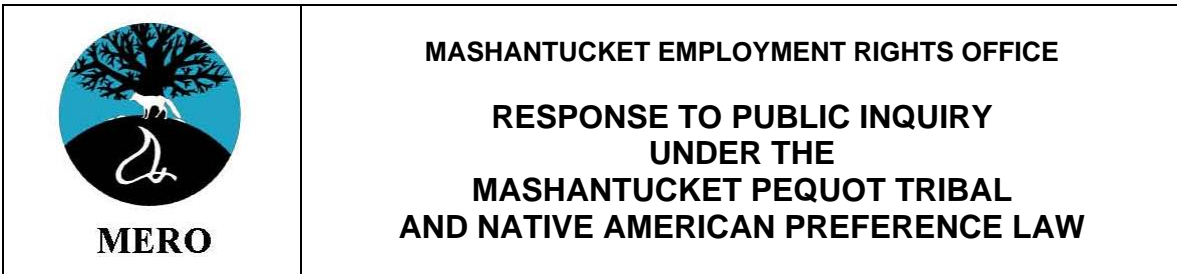 MERO
MASHANTUCKET EMPLOYMENT RIGHTS OFFICE
RESPONSE TO PUBLIC INQUIRY
UNDER THE
MASHANTUCKET PEQUOT TRIBAL
AND NATIVE AMERICAN PREFERENCE LAW